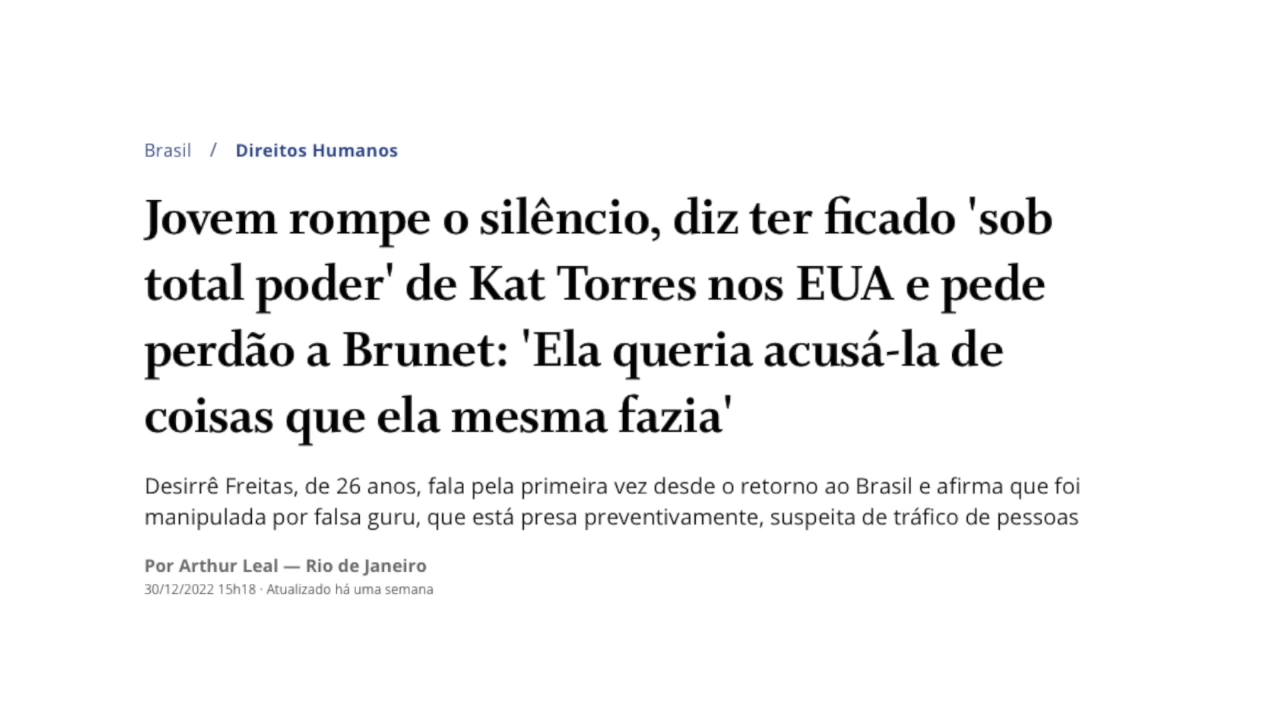 Brasil / Direitos Humanos
Jovem rompe o silêncio, diz ter ficado 'sob
total poder' de Kat Torres nos EUA e pede
perdão a Brunet: 'Ela queria acusá-la de
coisas que ela mesma fazia'
Desirrê Freitas, de 26 anos, fala pela primeira vez desde o retorno ao Brasil e afirma que foi
manipulada por falsa guru, que está presa preventivamente, suspeita de tráfico de pessoas
Por Arthur Leal — Rio de Janeiro
30/12/2022 15h18 · Atualizado há uma semana